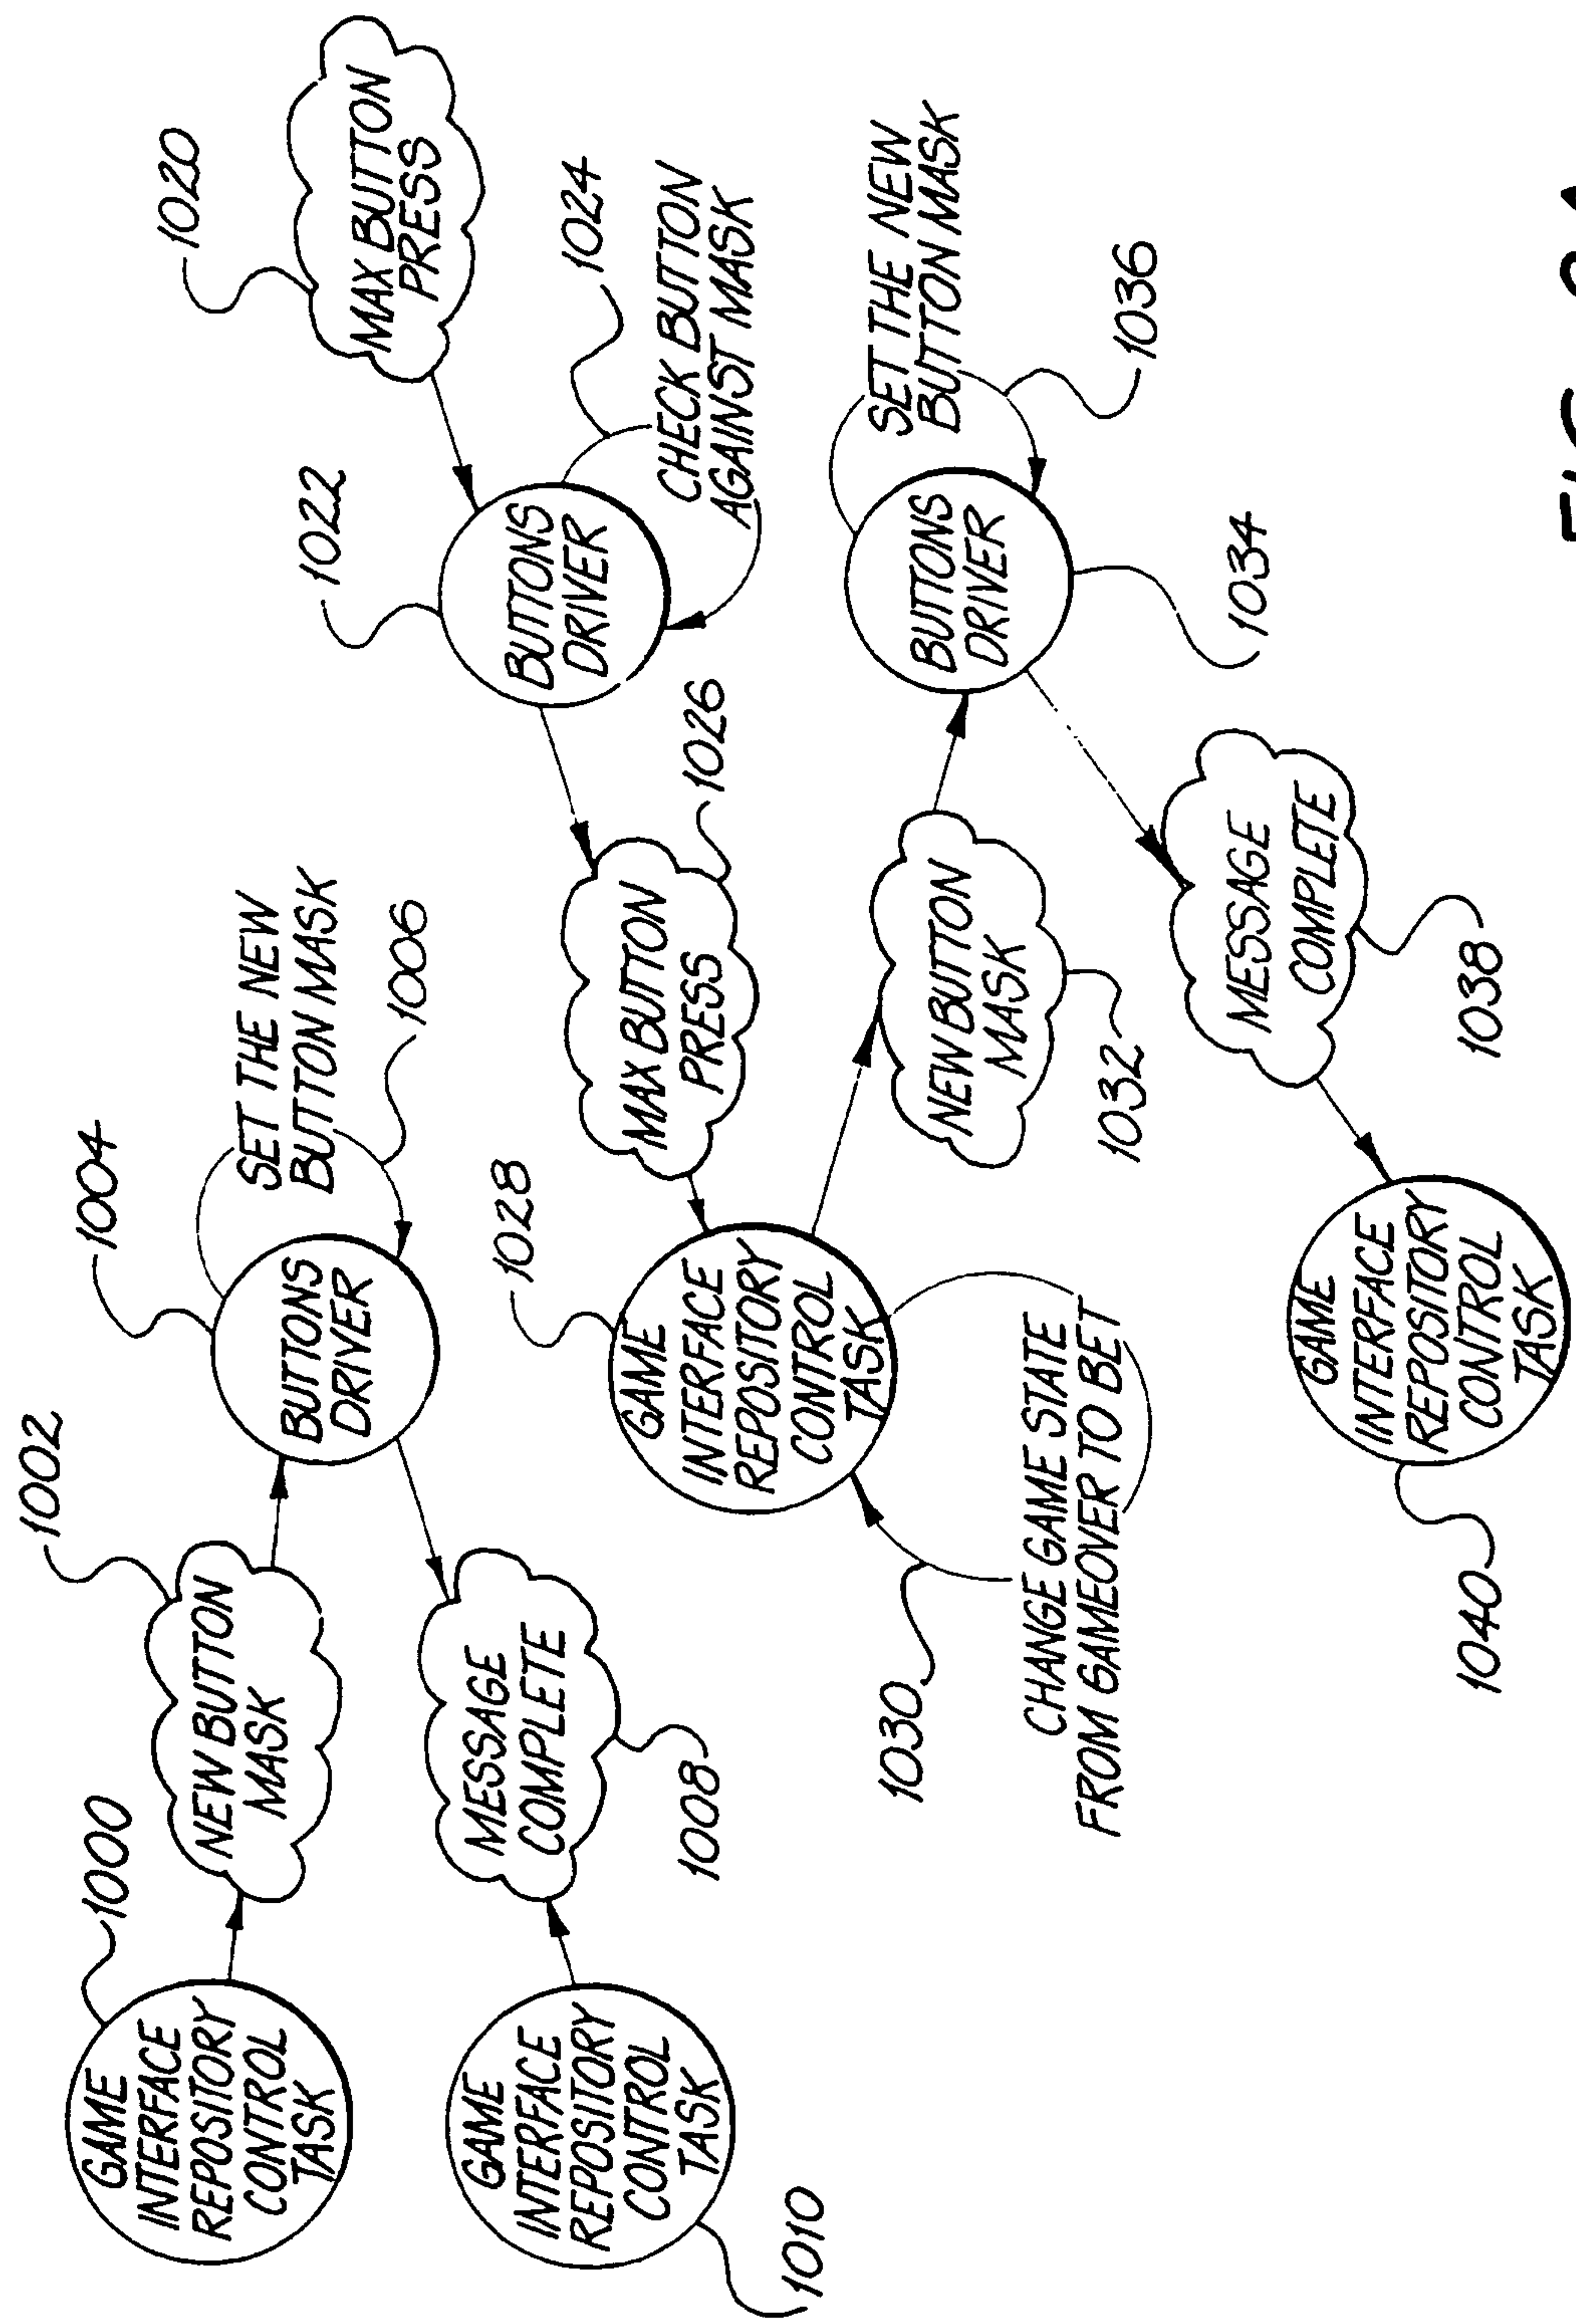 1000
GAME
INTERFACE
REPOSITORY
CONTROL
TASK
1002
NEW BUTTON
MASK
1004
BUTTONS
DRIVER
SET THE NEW
BUTTON MASK
1006
MESSAGE
COMPLETE
1008
GAME
INTERFACE
REPOSITORY
CONTROL
TASK
1010
1020
MAX BUTTON
PRESS
1022
BUTTONS
DRIVER
1024
CHECK BUTTON
AGAINST MASK
1026
MAX BUTTON
PRESS
1028
GAME
INTERFACE
REPOSITORY
CONTROL
TASK
1030
CHANGE GAME STATE
FROM GAMEOVER TO BET
NEW BUTTON
MASK
1032
BUTTONS
DRIVER
1034
SET THE NEW
BUTTON MASK
1036
MESSAGE
COMPLETE
1038
GAME
INTERFACE
REPOSITORY
CONTROL
TASK
1040